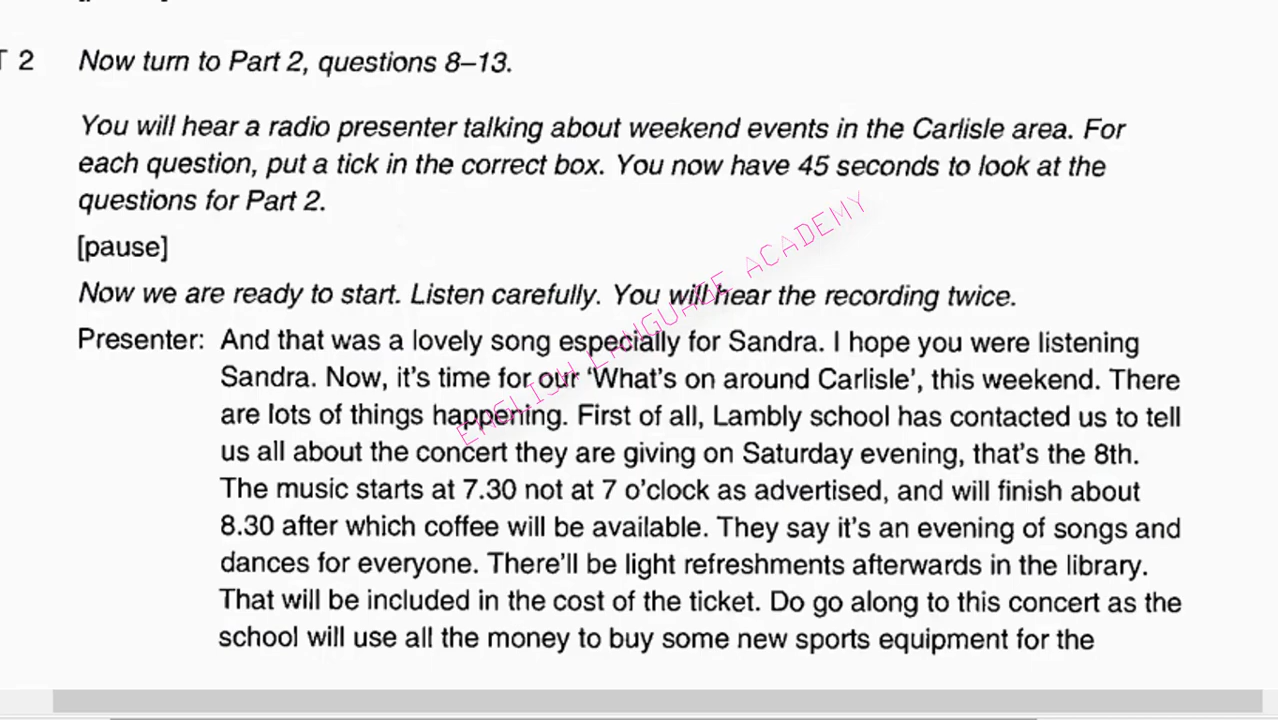 T 2 Now turn to Part 2, questions 8–13.
You will hear a radio presenter talking about weekend events in the Carlisle area. For
each question, put a tick in the correct box. You now have 45 seconds to look at the
questions for Part 2.
[pause]
Now we are ready to start. Listen carefully. You will hear the recording twice.
Presenter: And that was a lovely song especially for Sandra. I hope you were listening
Sandra. Now, it's time for our ‘What's on around Carlisle’, this weekend. There
are lots of things happening. First of all, Lambly school has contacted us to tell
us all about the concert they are giving on Saturday evening, that's the 8th.
The music starts at 7.30 not at 7 o'clock as advertised, and will finish about
8.30 after which coffee will be available. They say it's an evening of songs and
dances for everyone. There'll be light refreshments afterwards in the library.
That will be included in the cost of the ticket. Do go along to this concert as the
school will use all the money to buy some new sports equipment for the
ENGLISH LANGUAGE ACADEMY